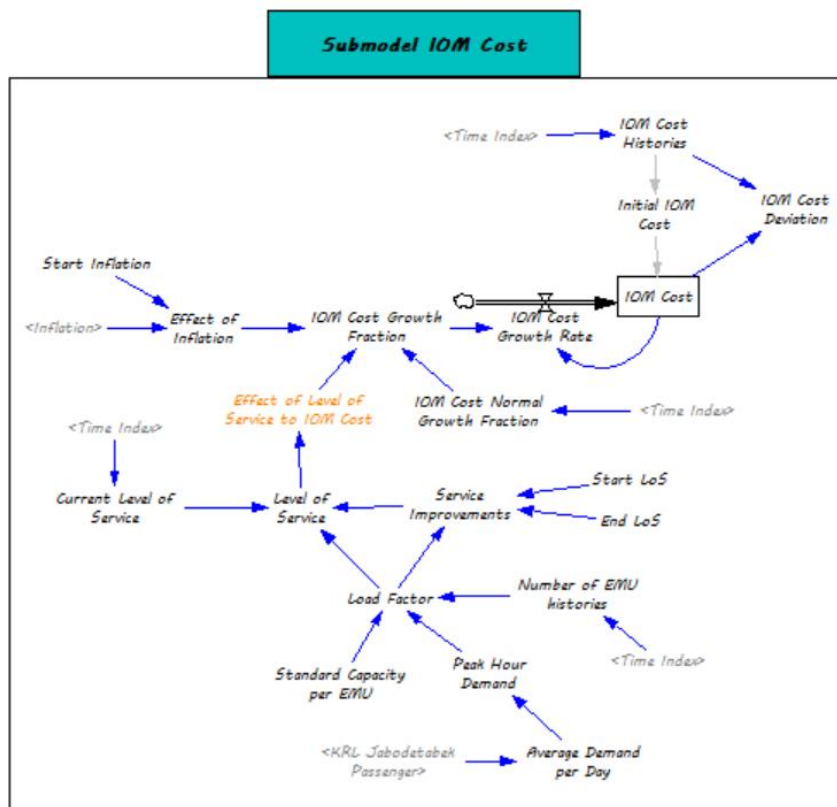 Submodel IOM Cost
<Time Index>
IOM Cost
Histories
Initial IOM
Cost
IOM Cost
Deviation
Start Inflation
<Inflation>
Effect of
Inflation
IOM Cost Growth
Fraction
IOM Cost
Growth Rate
IOM Cost
Effect of Level of
Service to IOM Cost
IOM Cost Normal
Growth Fraction
<Time Index>
<Time Index>
Current Level of
Service
Level of
Service
Service
Improvements
Start LoS
End LoS
Load Factor
Number of EMU
histories
<Time Index>
Standard Capacity
per EMU
Peak Hour
Demand
<KRL Jabodetabek
Passenger>
Average Demand
per Day